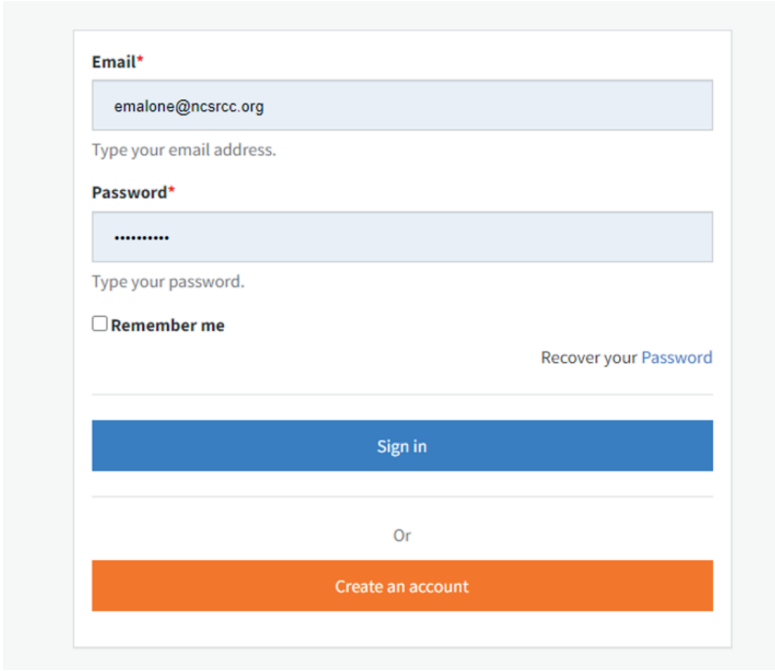 Email*
emalone@ncsrcc.org
Type your email address.
Password*
••••••••••
Type your password.
Remember me
Recover your Password
Sign in
Or
Create an account